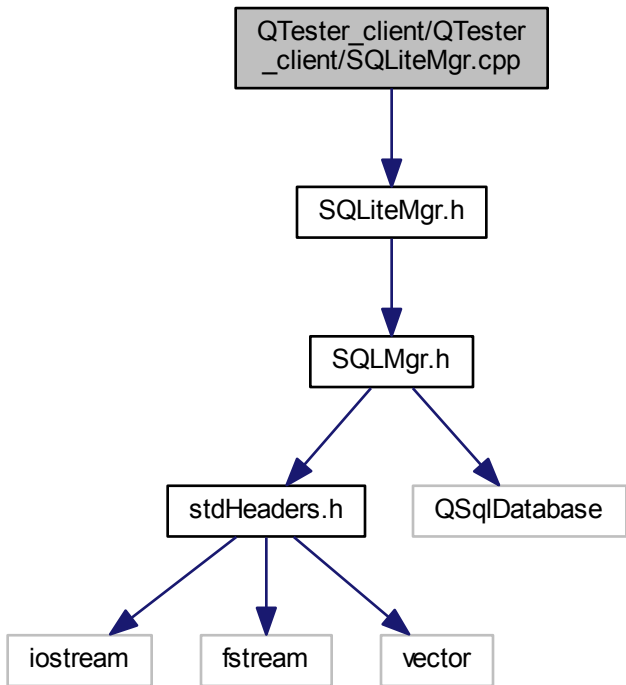 QTester_client/QTester
_client/SQLiteMgr.cpp
SQLiteMgr.h
SQLMgr.h
stdHeaders.h
QSqlDatabase
iostream
fstream
vector